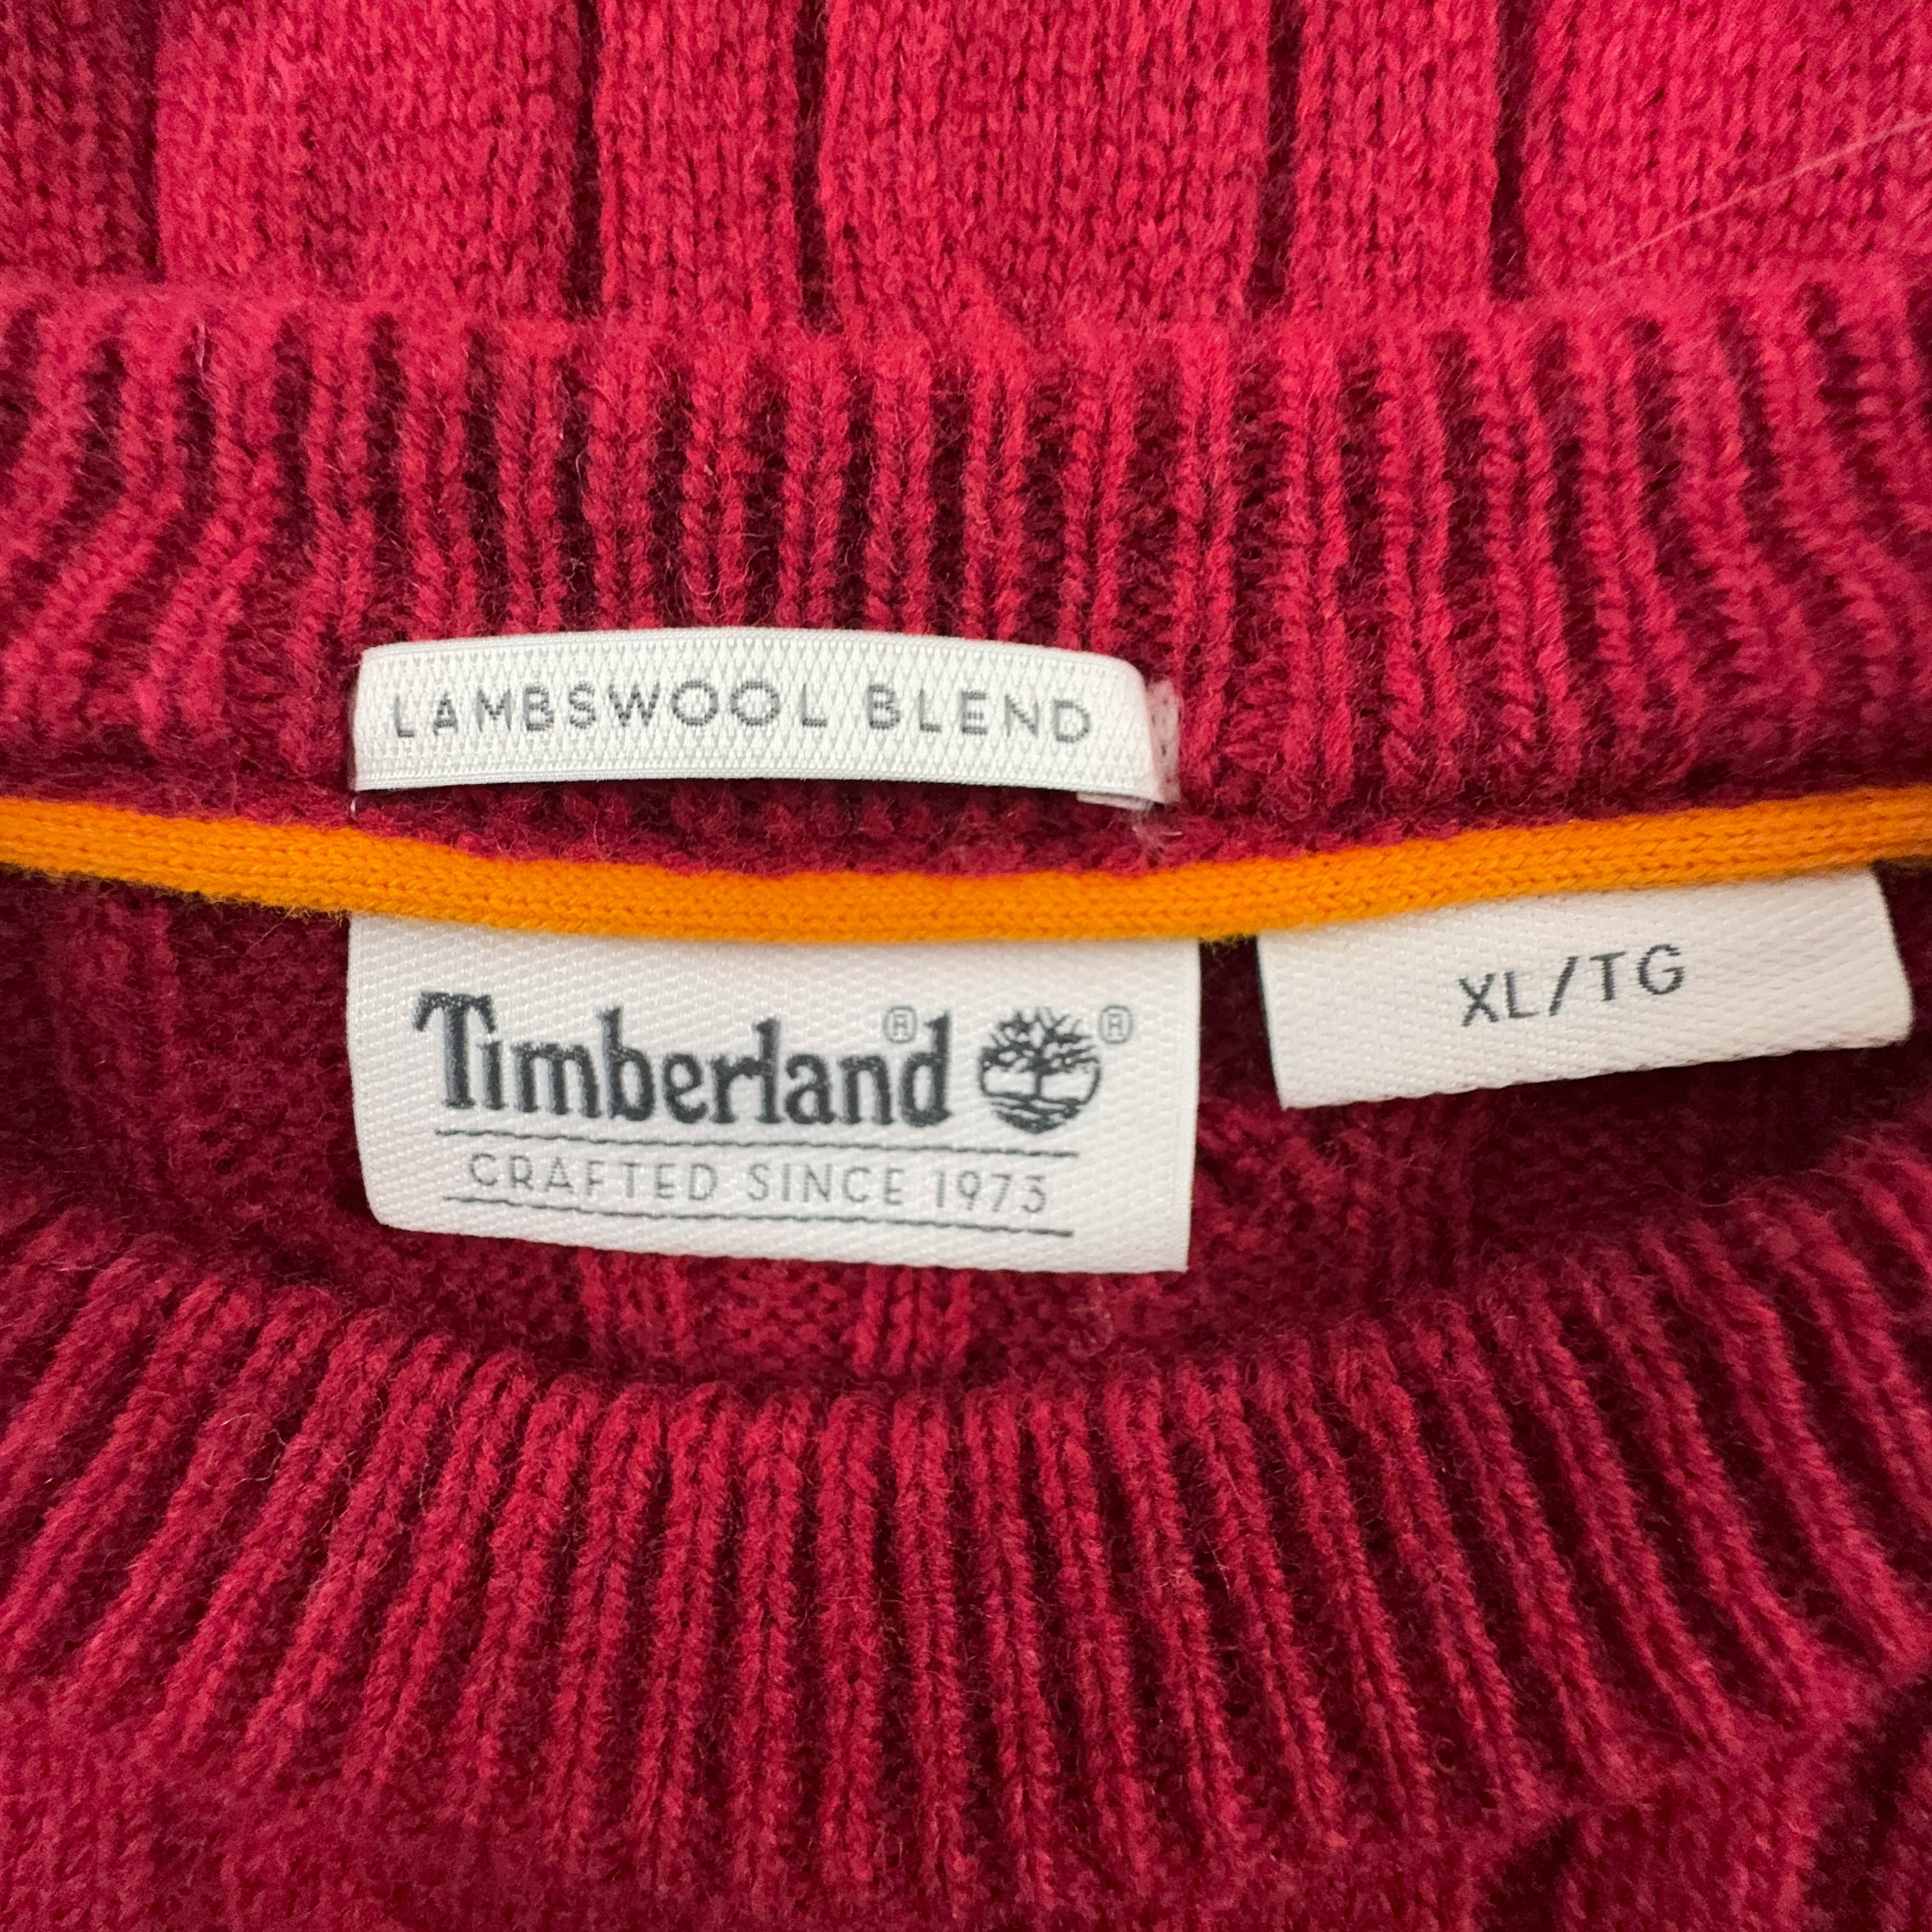 LAMBSWOOL BLEND
Timberland® ®
CRAFTED SINCE 1973
XL/TG